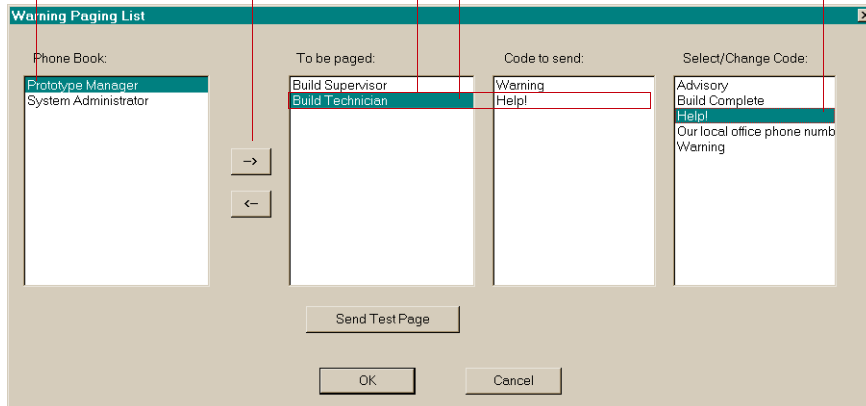 Warning Paging List
Phone Book:
To be paged:
Code to send:
Select/Change Code:
Prototype Manager
System Administrator
Build Supervisor
Build Technician
Warning
Help!
Advisory
Build Complete
Help!
Our local office phone numb
Warning
-->
<--
Send Test Page
OK
Cancel